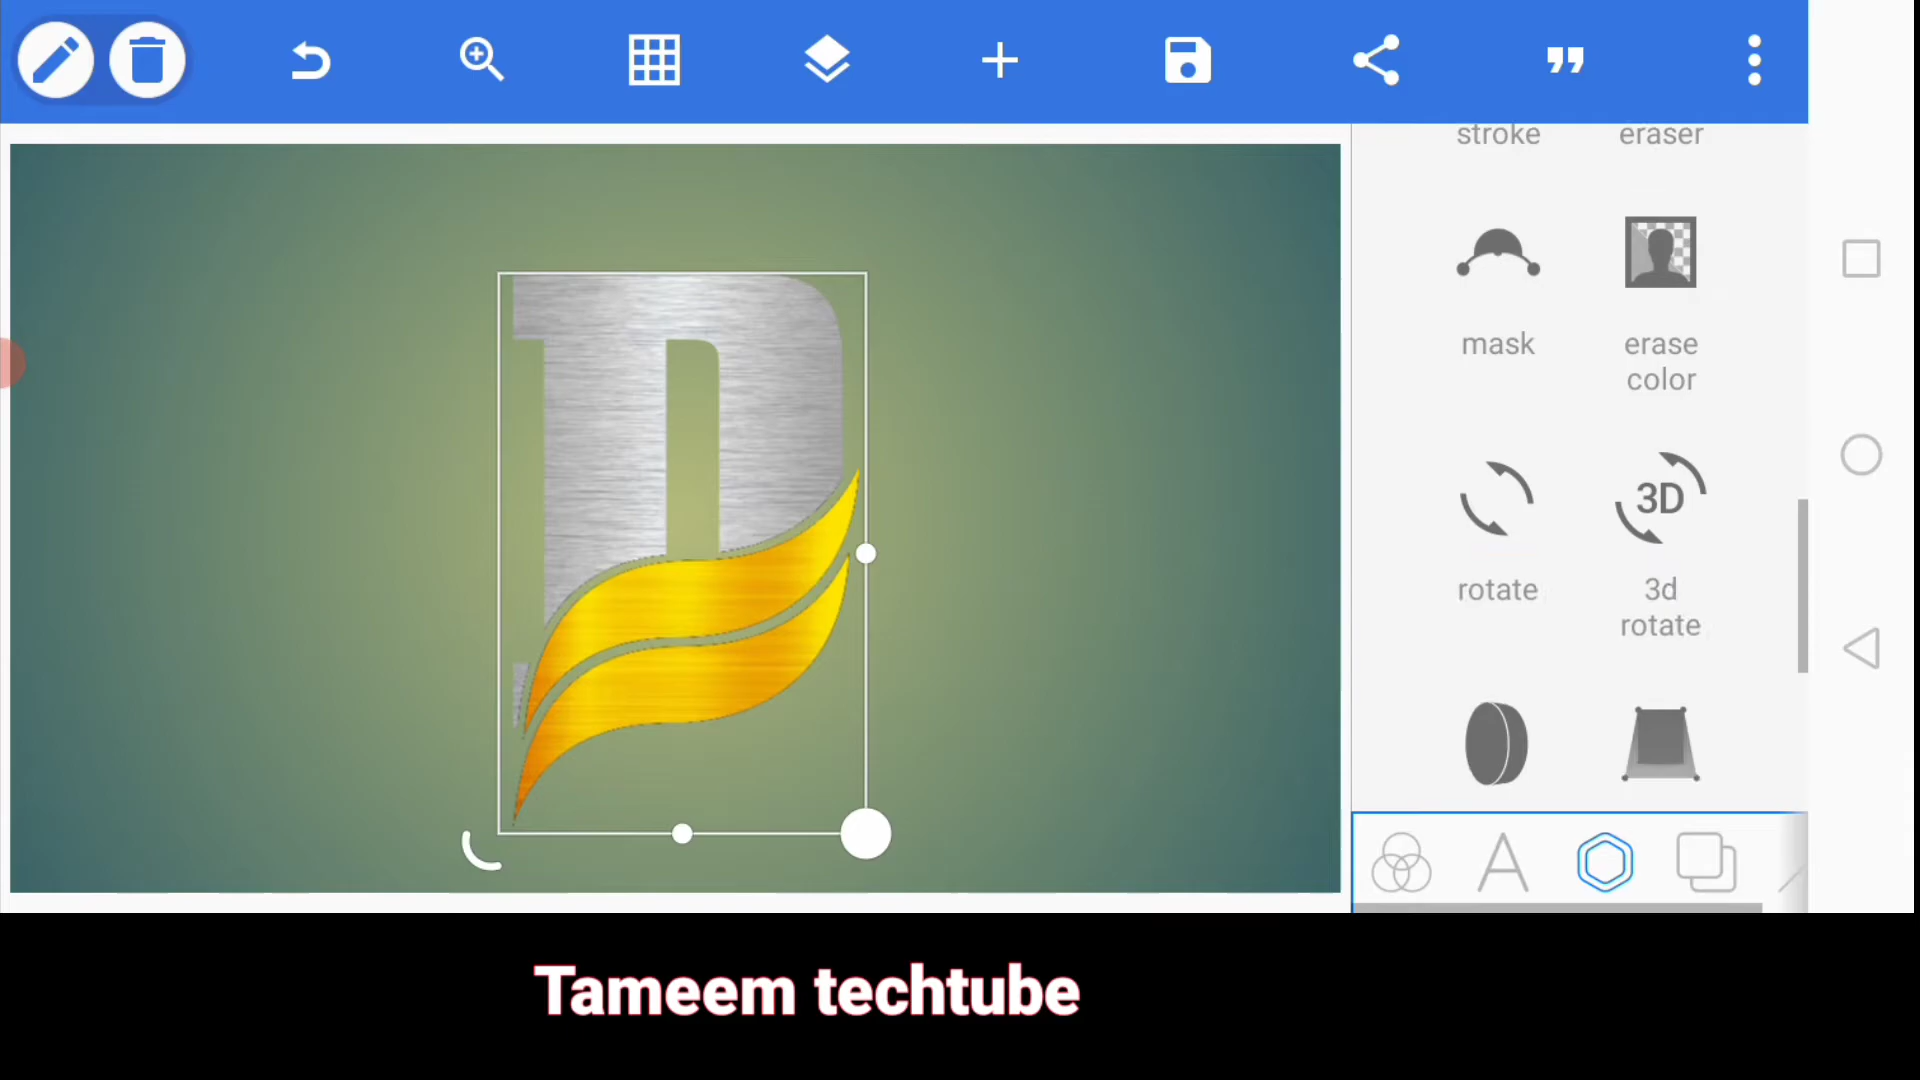 stroke eraser
mask
erase
color
3D
rotate
3d
rotate
Tameem techtube